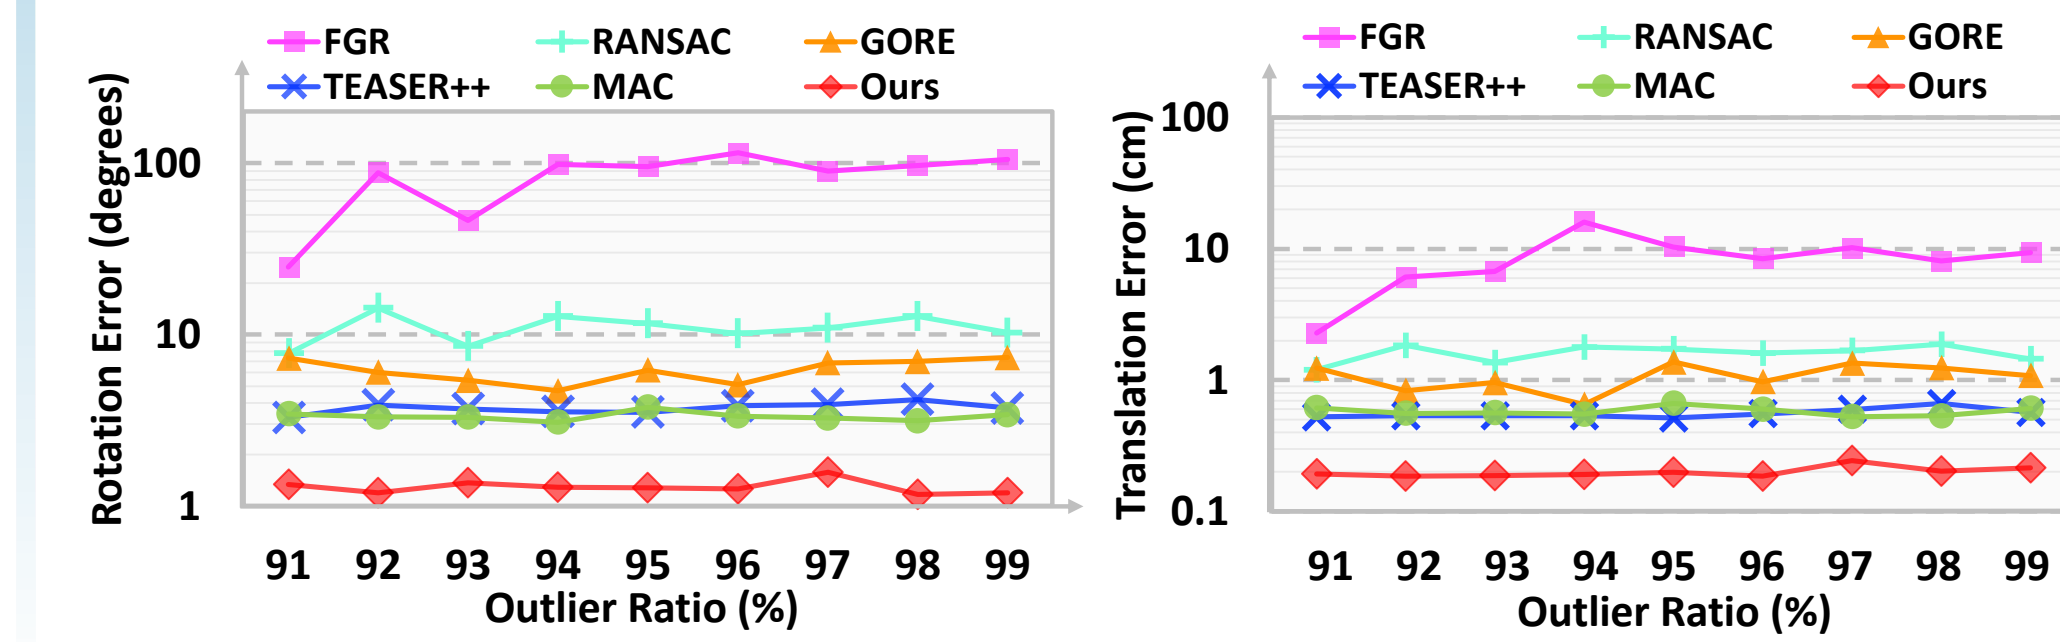 FGR RANSAC GORE
TEASER++ MAC Ours
Rotation Error (degrees)
100
10
1
91 92 93 94 95 96 97 98 99
Outlier Ratio (%)
FGR RANSAC GORE
TEASER++ MAC Ours
Translation Error (cm)
100
10
1
0.1
91 92 93 94 95 96 97 98 99
Outlier Ratio (%)